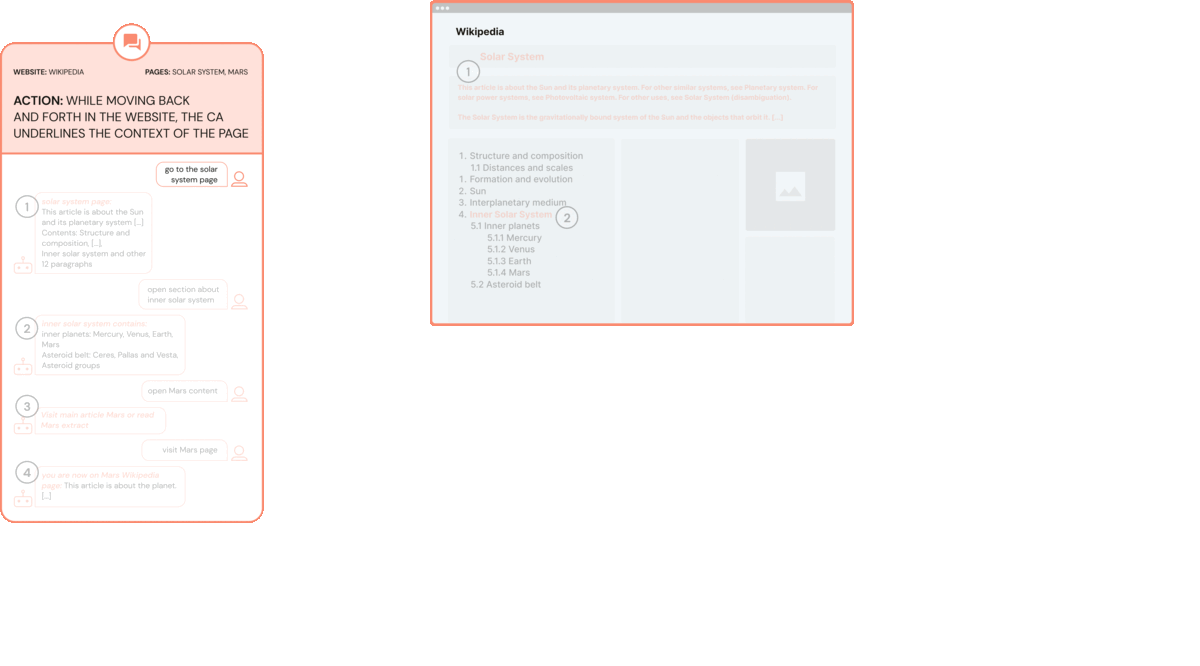 WEBSITE: WIKIPEDIA
PAGES: SOLAR SYSTEM, MARS
ACTION: WHILE MOVING BACK
AND FORTH IN THE WEBSITE, THE CA
UNDERLINES THE CONTEXT OF THE PAGE
go to the solar
system page
1
solar system page:
This article is about the Sun
and its planetary system [...]
Contents: Structure and
composition, [...],
Inner solar system and other
12 paragraphs
open section about
inner solar system
2
Inner solar system contains:
inner planets: Mercury, Venus, Earth,
Mars
Asteroid belt: Ceres, Pallas and Vesta,
Asteroid groups
open Mars content
3
Visit main article Mars or read
Mars extract
visit Mars page
4
you are now on Mars Wikipedia
page: This article is about the planet.
[...]
Wikipedia
Solar System
1
This article is about the Sun and its planetary system. For other similar systems, see Planetary system. For
solar power systems, see Photovoltaic system. For other uses, see Solar System (disambiguation).
The Solar System is the gravitationally bound system of the Sun and the objects that orbit it. [...]
1. Structure and composition
1.1 Distances and scales
1. Formation and evolution
2. Sun
3. Interplanetary medium
4. Inner Solar System
2
5.1 Inner planets
5.1.1 Mercury
5.1.2 Venus
5.1.3 Earth
5.1.4 Mars
5.2 Asteroid belt